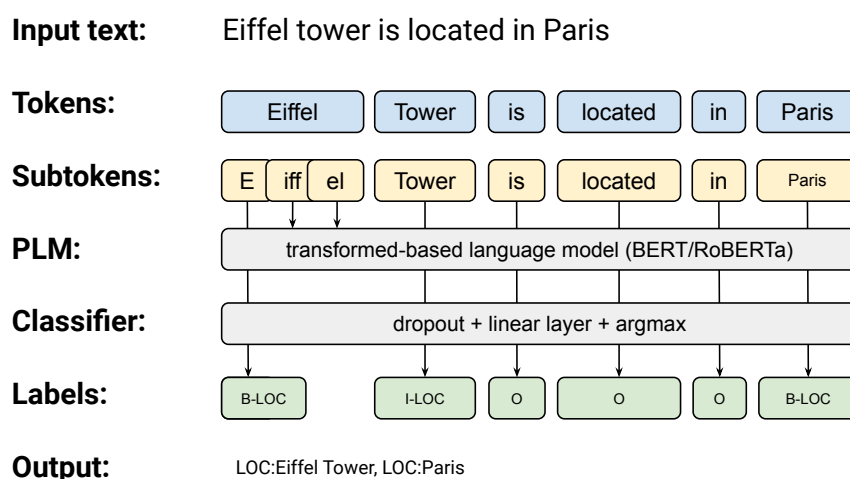 Input text: Eiffel tower is located in Paris
Tokens: Eiffel Tower is located in Paris
Subtokens: E iff el Tower is located in Paris
PLM: transformed-based language model (BERT/RoBERTa)
Classifier: dropout + linear layer + argmax
Labels: B-LOC I-LOC O O O B-LOC
Output: LOC:Eiffel Tower, LOC:Paris